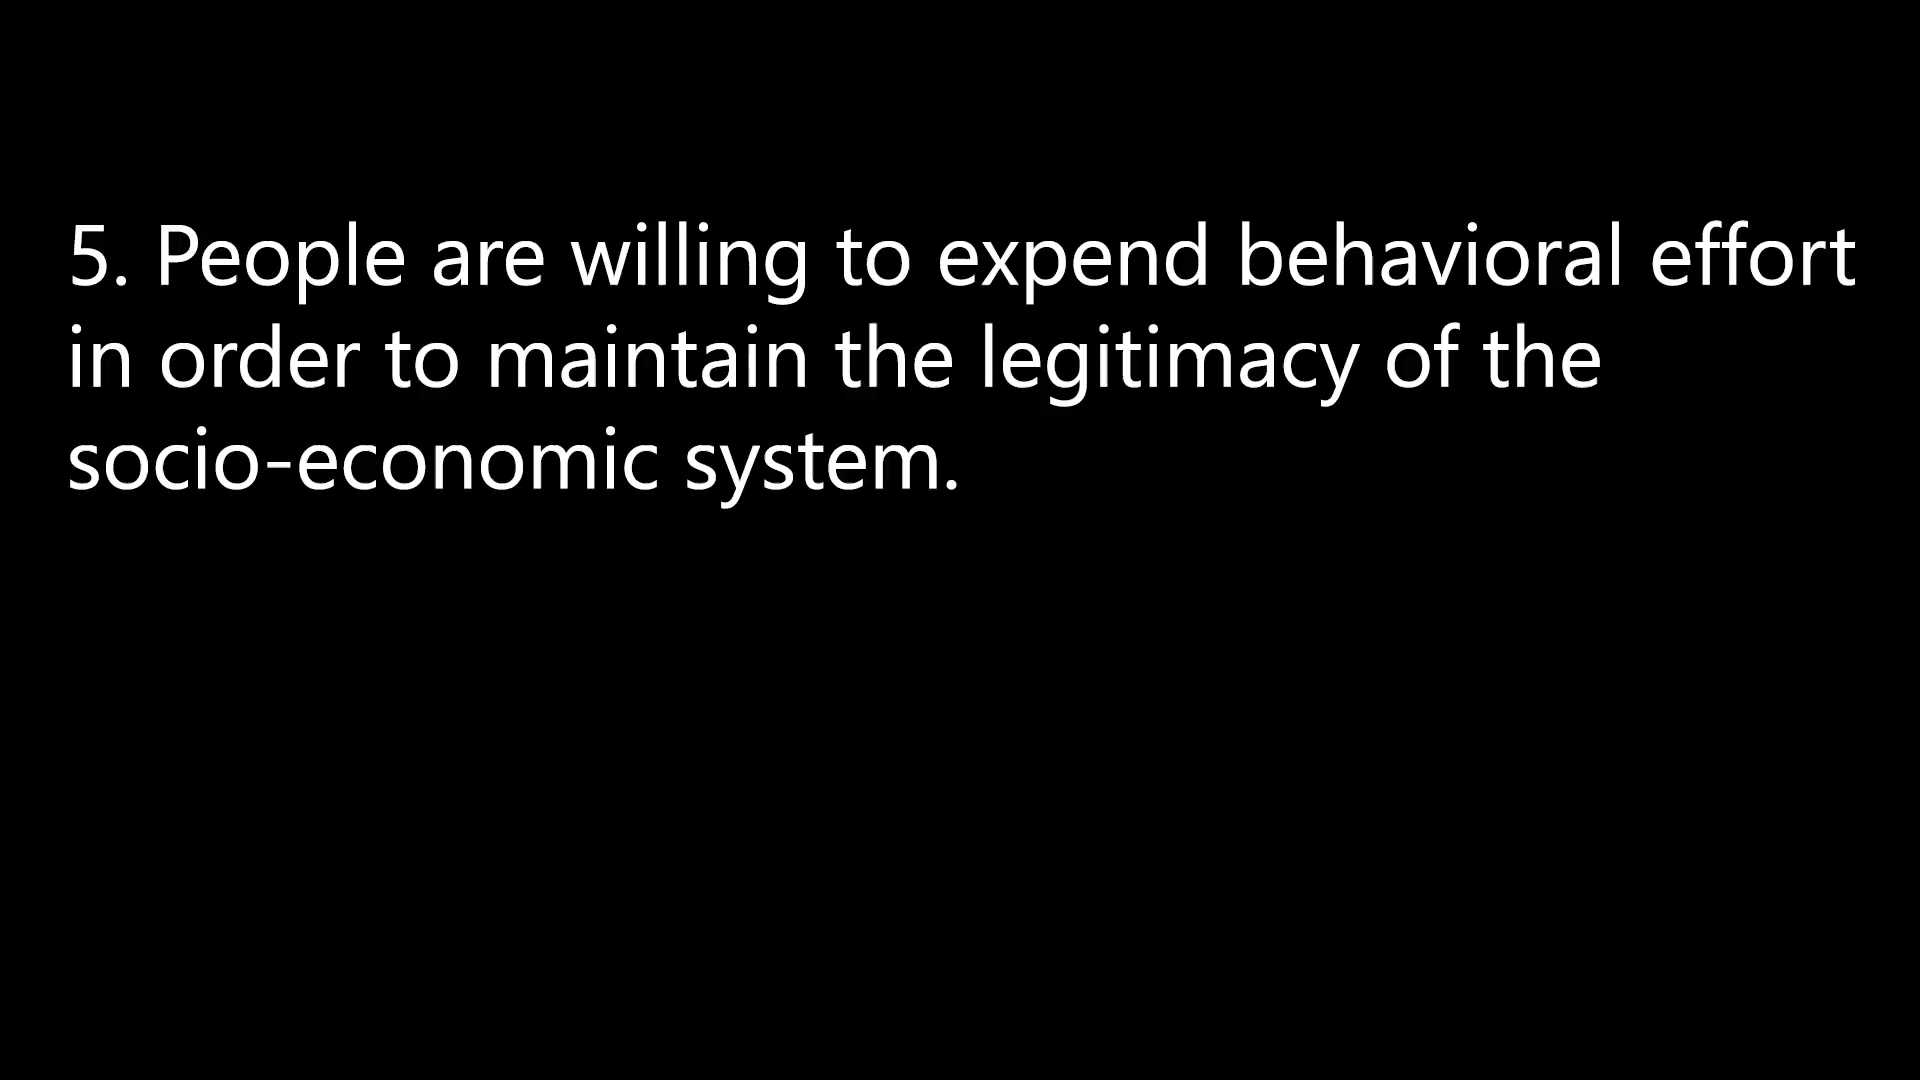 5. People are willing to expend behavioral effort
in order to maintain the legitimacy of the
socio-economic system.